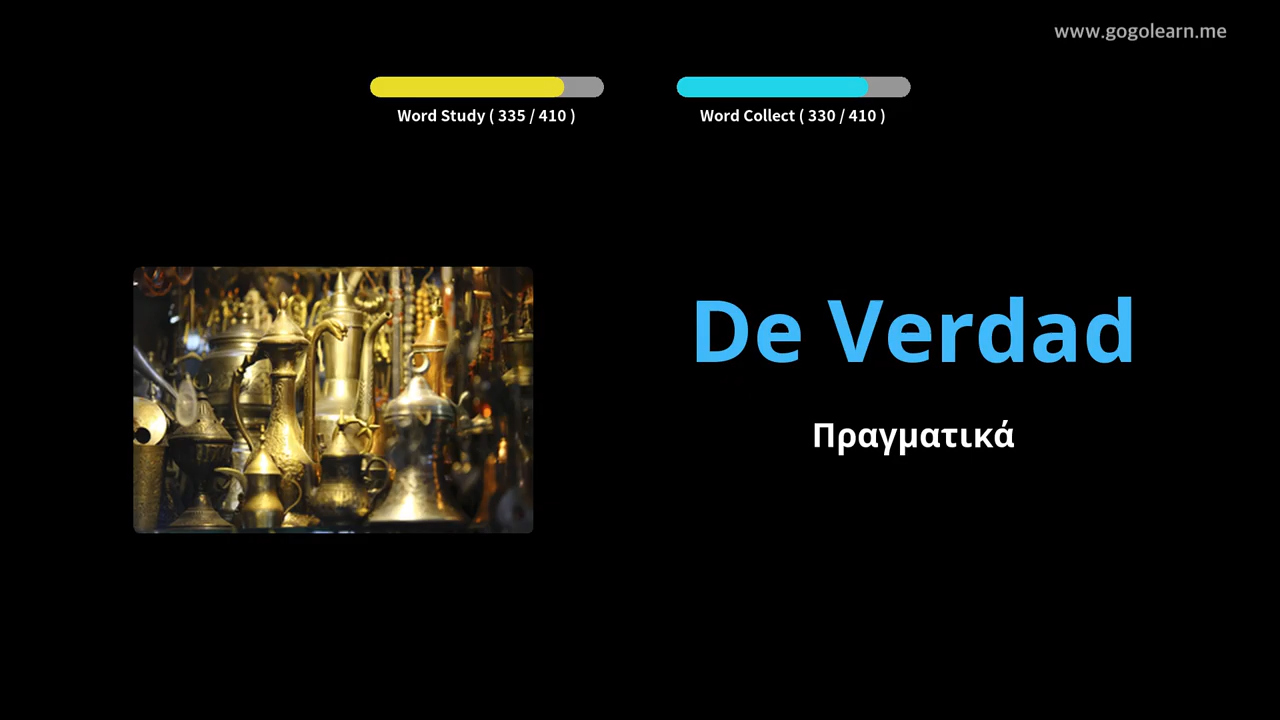 www.gogolearn.me
Word Study ( 335 / 410 )
Word Collect ( 330 / 410 )
De Verdad
Πραγματικά